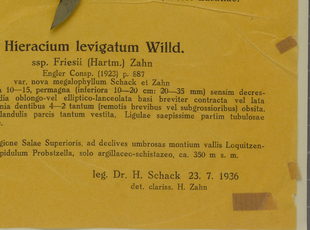 Hieracium levigatum Willd.
ssp. Friesii (Hartm.) Zahn
Engler Consp. (1923) p. 887
var. nova megalophyllum Schack et Zahn
10—15, permagna (inferiora 10—20 cm: 20—35 mm) sensim decres-
dia oblongo-vel elliptico-lanceolata basi breviter contracta vel lata
nia dentibus 4—2 tantum (remotis brevibus vel subgrossioribus) obsita.
landulis parcis tantum vestita. Ligulae saepissime partim tubulosae
gione Salae Superioris, ad declives umbrosas montium vallis Loquitzen-
pidulum Probstzella, solo argillaceo-schistazeo, ca. 350 m s. m.
leg. Dr. H. Schack 23. 7. 1936
det. clariss. H. Zahn